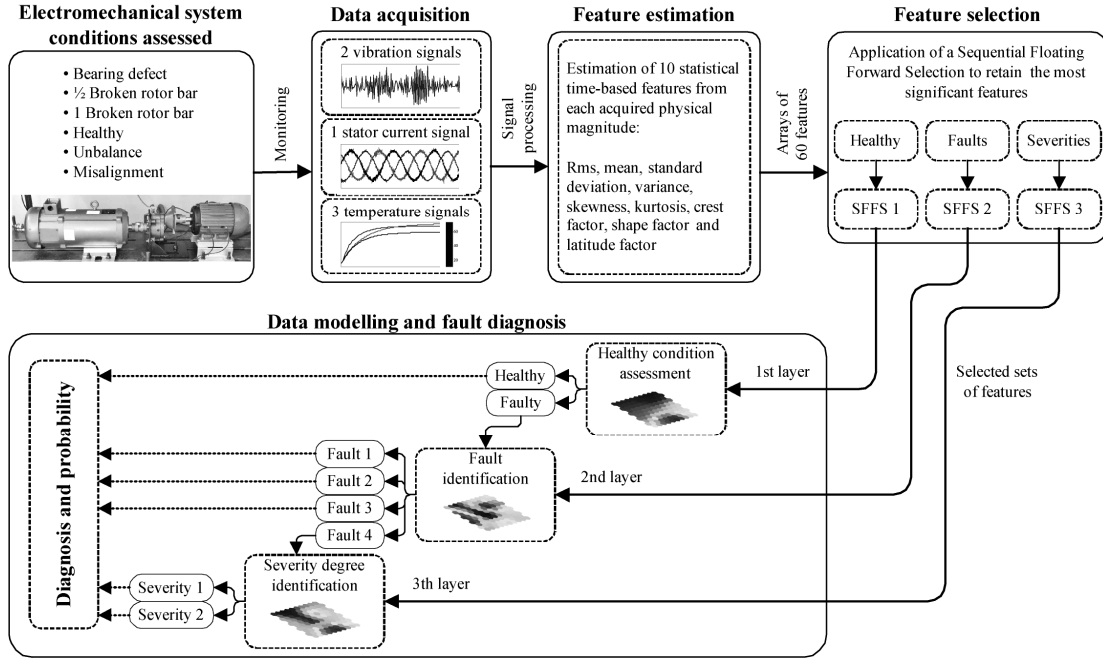 Electromechanical system
conditions assessed
• Bearing defect
• ½ Broken rotor bar
• 1 Broken rotor bar
• Healthy
• Unbalance
• Misalignment
Monitoring
Data acquisition
2 vibration signals
1 stator current signal
3 temperature signals
Signal
processing
Feature estimation
Estimation of 10 statistical
time-based features from
each acquired physical
magnitude:
Rms, mean, standard
deviation, variance,
skewness, kurtosis, crest
factor, shape factor and
latitude factor
Arrays of
60 features
Feature selection
Application of a Sequential Floating
Forward Selection to retain the most
significant features
Healthy
Faults
Severities
SFFS 1
SFFS 2
SFFS 3
Data modelling and fault diagnosis
Diagnosis and probability
Healthy condition
assessment
Healthy
Faulty
1st layer
Selected sets
of features
Fault
identification
Fault 1
Fault 2
Fault 3
Fault 4
2nd layer
Severity degree
identification
Severity 1
Severity 2
3th layer